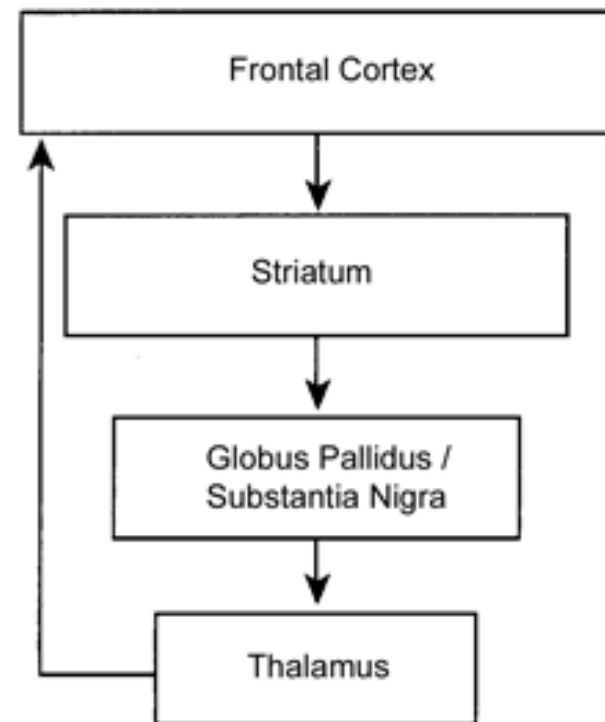 Frontal Cortex
Striatum
Globus Pallidus /
Substantia Nigra
Thalamus